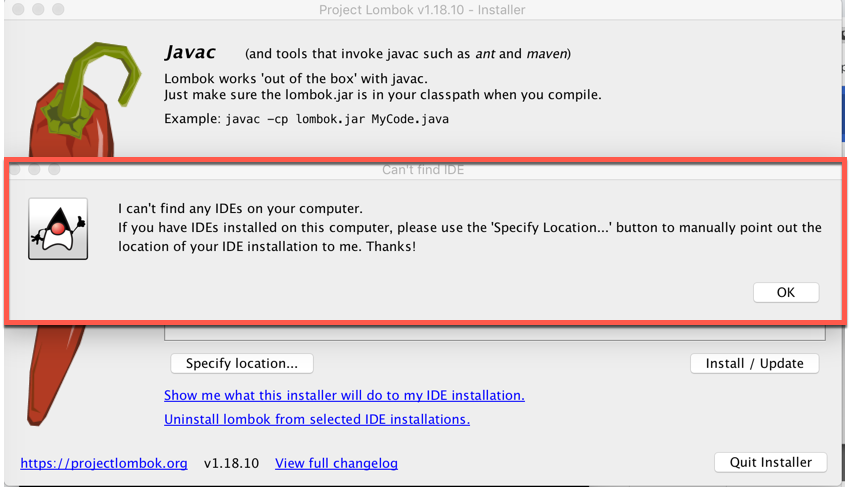 Project Lombok v1.18.10 - Installer
Javac (and tools that invoke javac such as ant and maven)
Lombok works 'out of the box' with javac.
Just make sure the lombok.jar is in your classpath when you compile.
Example: javac -cp lombok.jar MyCode.java
Can't find IDE
I can't find any IDEs on your computer.
If you have IDEs installed on this computer, please use the 'Specify Location...' button to manually point out the
location of your IDE installation to me. Thanks!
OK
Specify location... Install / Update
Show me what this installer will do to my IDE installation.
Uninstall lombok from selected IDE installations.
https://projectlombok.org v1.18.10 View full changelog Quit Installer